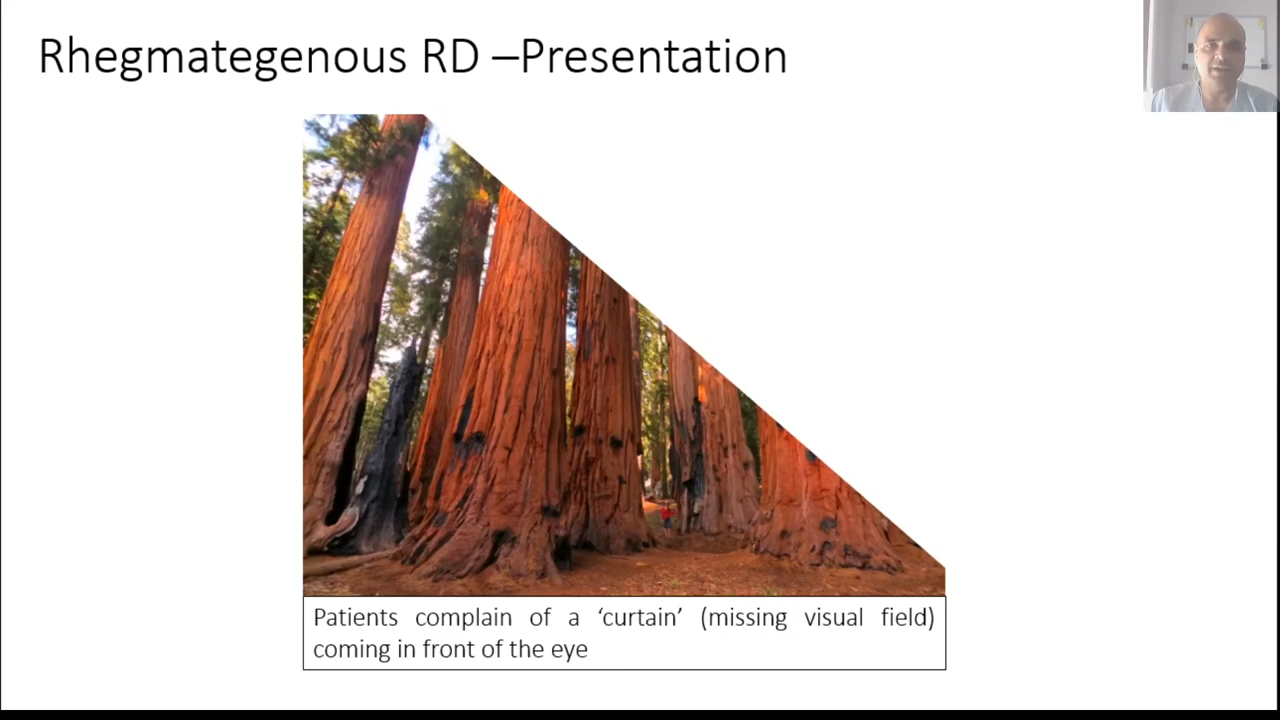 Rhegmategenous RD –Presentation
Patients complain of a ‘curtain’ (missing visual field)
coming in front of the eye